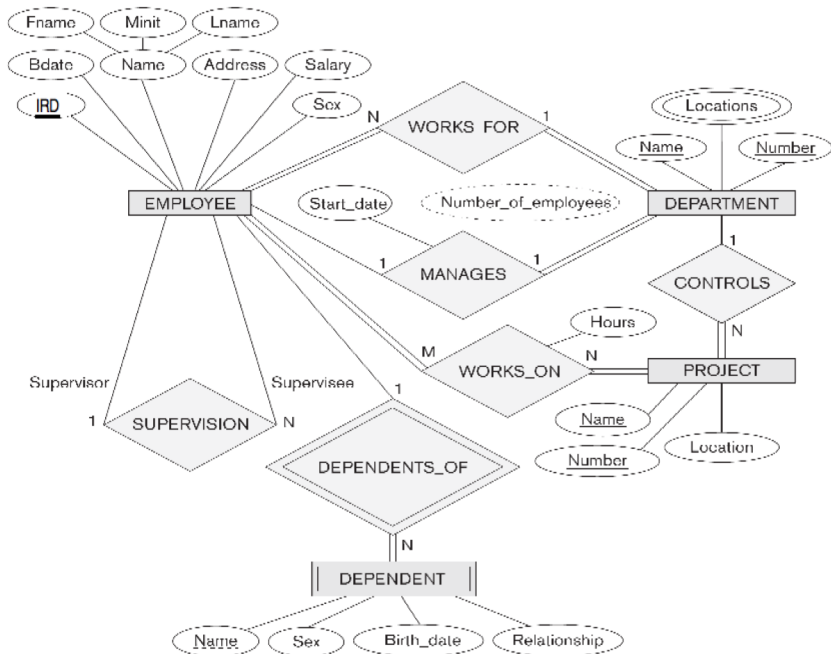 Fname Minit Lname
Bdate Name Address Salary
IRD Sex
N WORKS FOR 1
Locations
Name Number
EMPLOYEE
Start_date Number_of_employees
DEPARTMENT
1 MANAGES 1
1
CONTROLS
N
Hours
M WORKS_ON N
PROJECT
Supervisor Supervisee
1 SUPERVISION N
1
Name
Number Location
DEPENDENTS_OF
N
DEPENDENT
Name Sex Birth_date Relationship